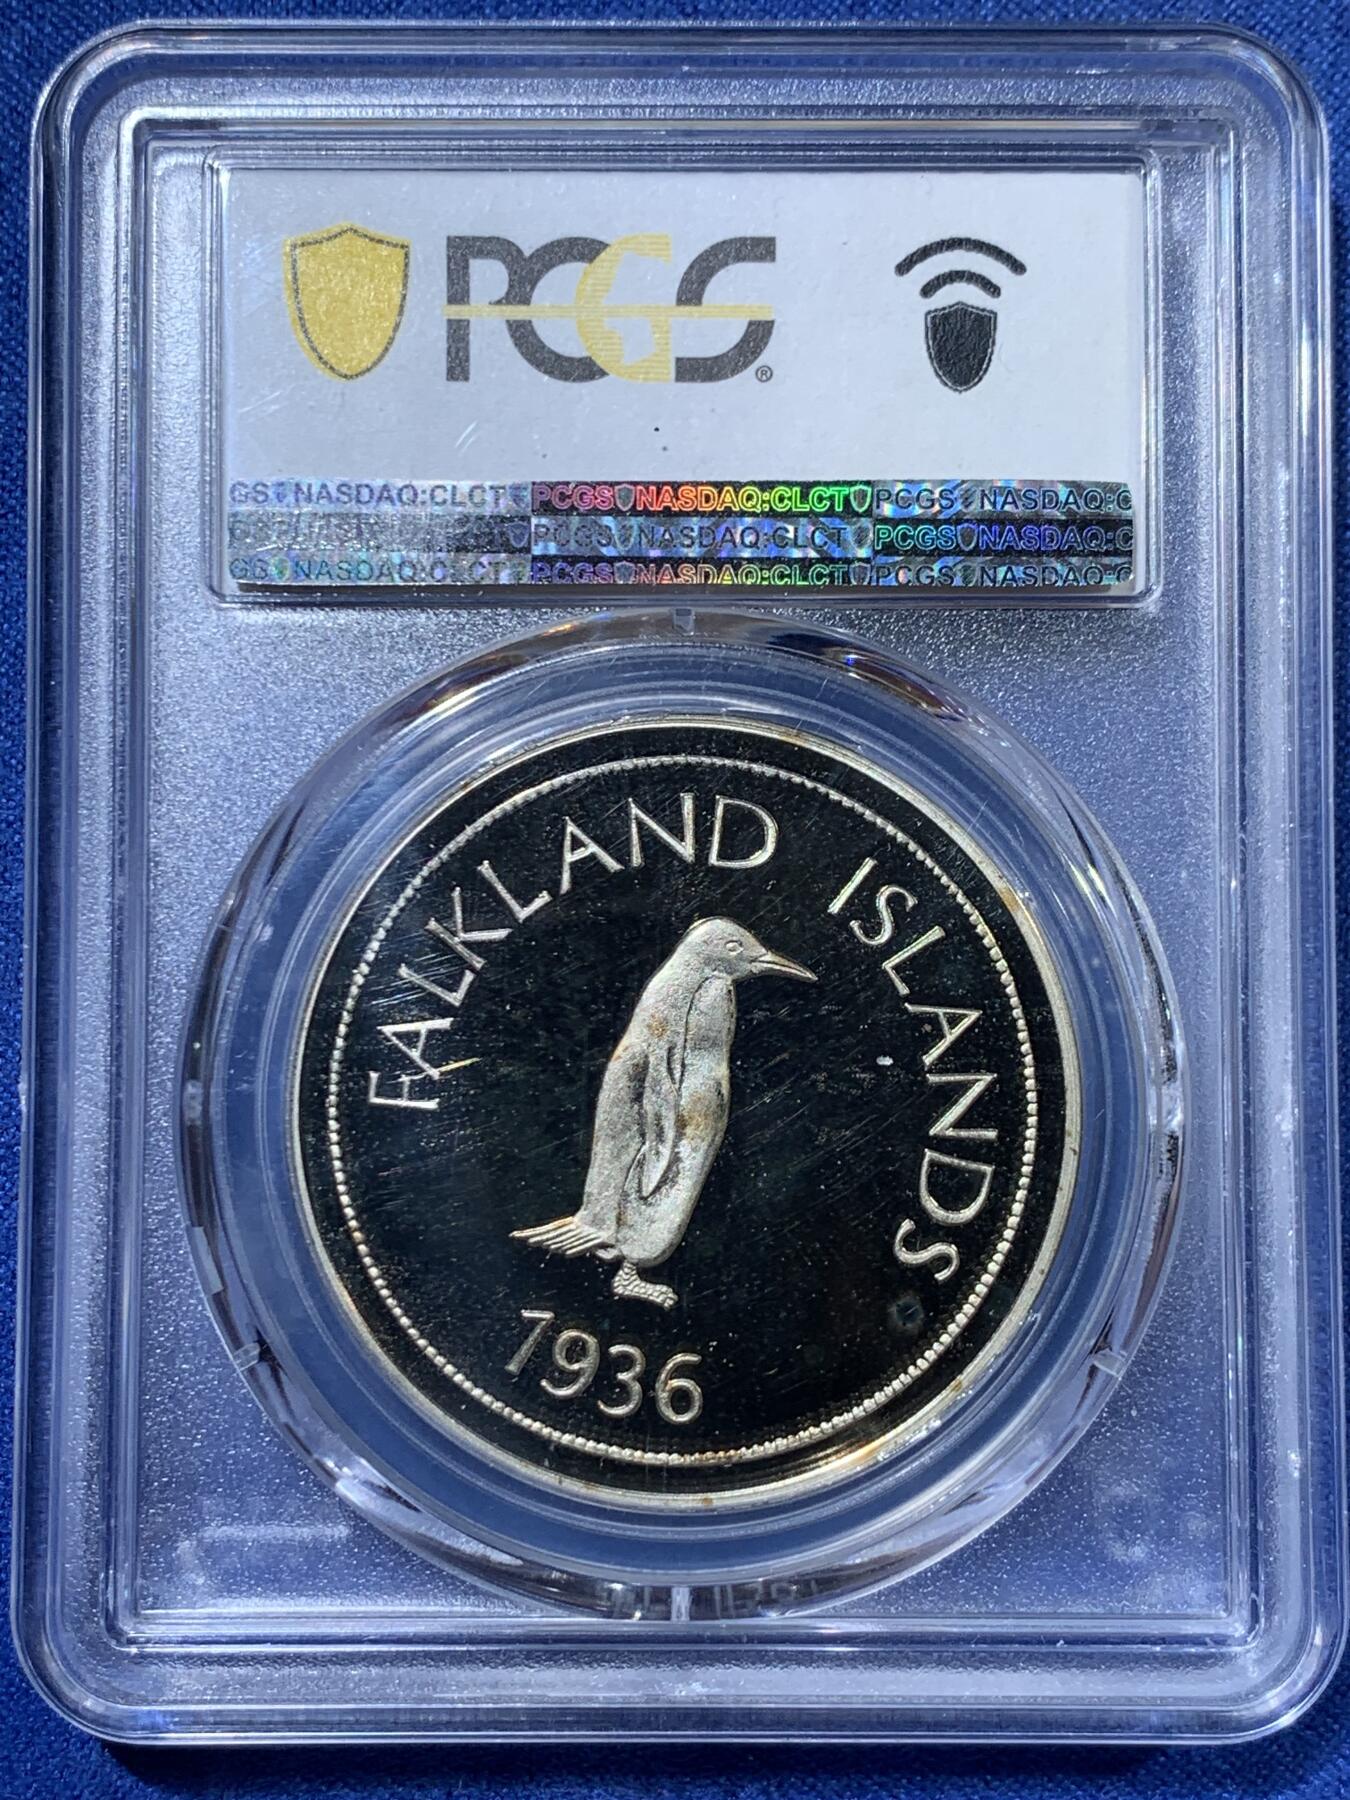 PCGS®
GS NASDAQ:CLCT PCGS NASDAQ:CLCT PCGS NASDAQ:C
PCGS NASDAQ:CLCT PCGS NASDAQ:C
GS NASDAQ:CLCT PCGS NASDAQ:CLCT PCGS NASDAQ:C
FALKLAND ISLANDS
1936